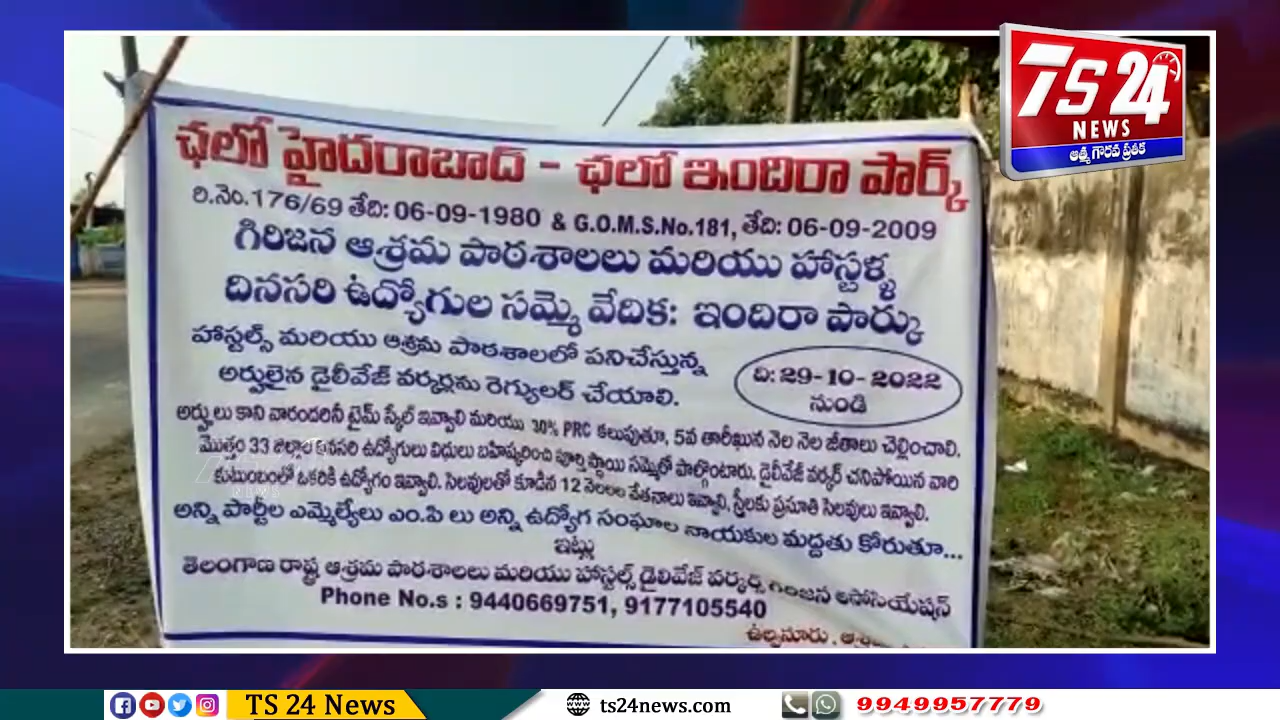 TS 24
NEWS
ఆత్మ గౌరవ ప్రతీక
ఛలో హైదరాబాద్ - ఛలో ఇందిరా పార్క్
రి.నెం.176/69 తేది: 06-09-1980 & G.O.M.S.No.181, తేది: 06-09-2009
గిరిజన ఆశ్రమ పాఠశాలలు మరియు హాస్టళ్ళ
దినసరి ఉద్యోగుల సమ్మె వేదిక: ఇందిరా పార్కు
హాస్టల్స్ మరియు ఆశ్రమ పాఠశాలలో పనిచేస్తున్న
అర్హులైన డైలీవేజ్ వర్కర్లను రెగ్యులర్ చేయాలి.
ది: 29-10-2022
నుండి
అర్హులు కాని వారందరినీ టైమ్ స్కేల్ ఇవ్వాలి మరియు 30% PRC కలుపుతూ, 5వ తారీఖున నెల నెల జీతాలు చెల్లించాలి.
మొత్తం 33 జిల్లాల దినసరి ఉద్యోగులు విధులు బహిష్కరించి పూర్తి స్థాయి సమ్మెలో పాల్గొంటారు. డైలీవేజ్ వర్కర్ చనిపోయిన వారి
కుటుంబంలో ఒకరికి ఉద్యోగం ఇవ్వాలి. సెలవులతో కూడిన 12 నెలలు వేతనాలు ఇవ్వాలి, స్త్రీలకు ప్రసూతి సెలవులు ఇవ్వాలి.
అన్ని పార్టీల ఎమ్మెల్యేలు ఎం.పి లు అన్ని ఉద్యోగ సంఘాల నాయకుల మద్దతు కోరుతూ...
ఇట్లు
తెలంగాణ రాష్ట్ర ఆశ్రమ పాఠశాలలు మరియు హాస్టల్స్ డైలివేజ్ వర్కర్స్ గిరిజన అసోసియేషన్
Phone No.s : 9440669751, 9177105540
TS 24 News
ts24news.com
9949957779